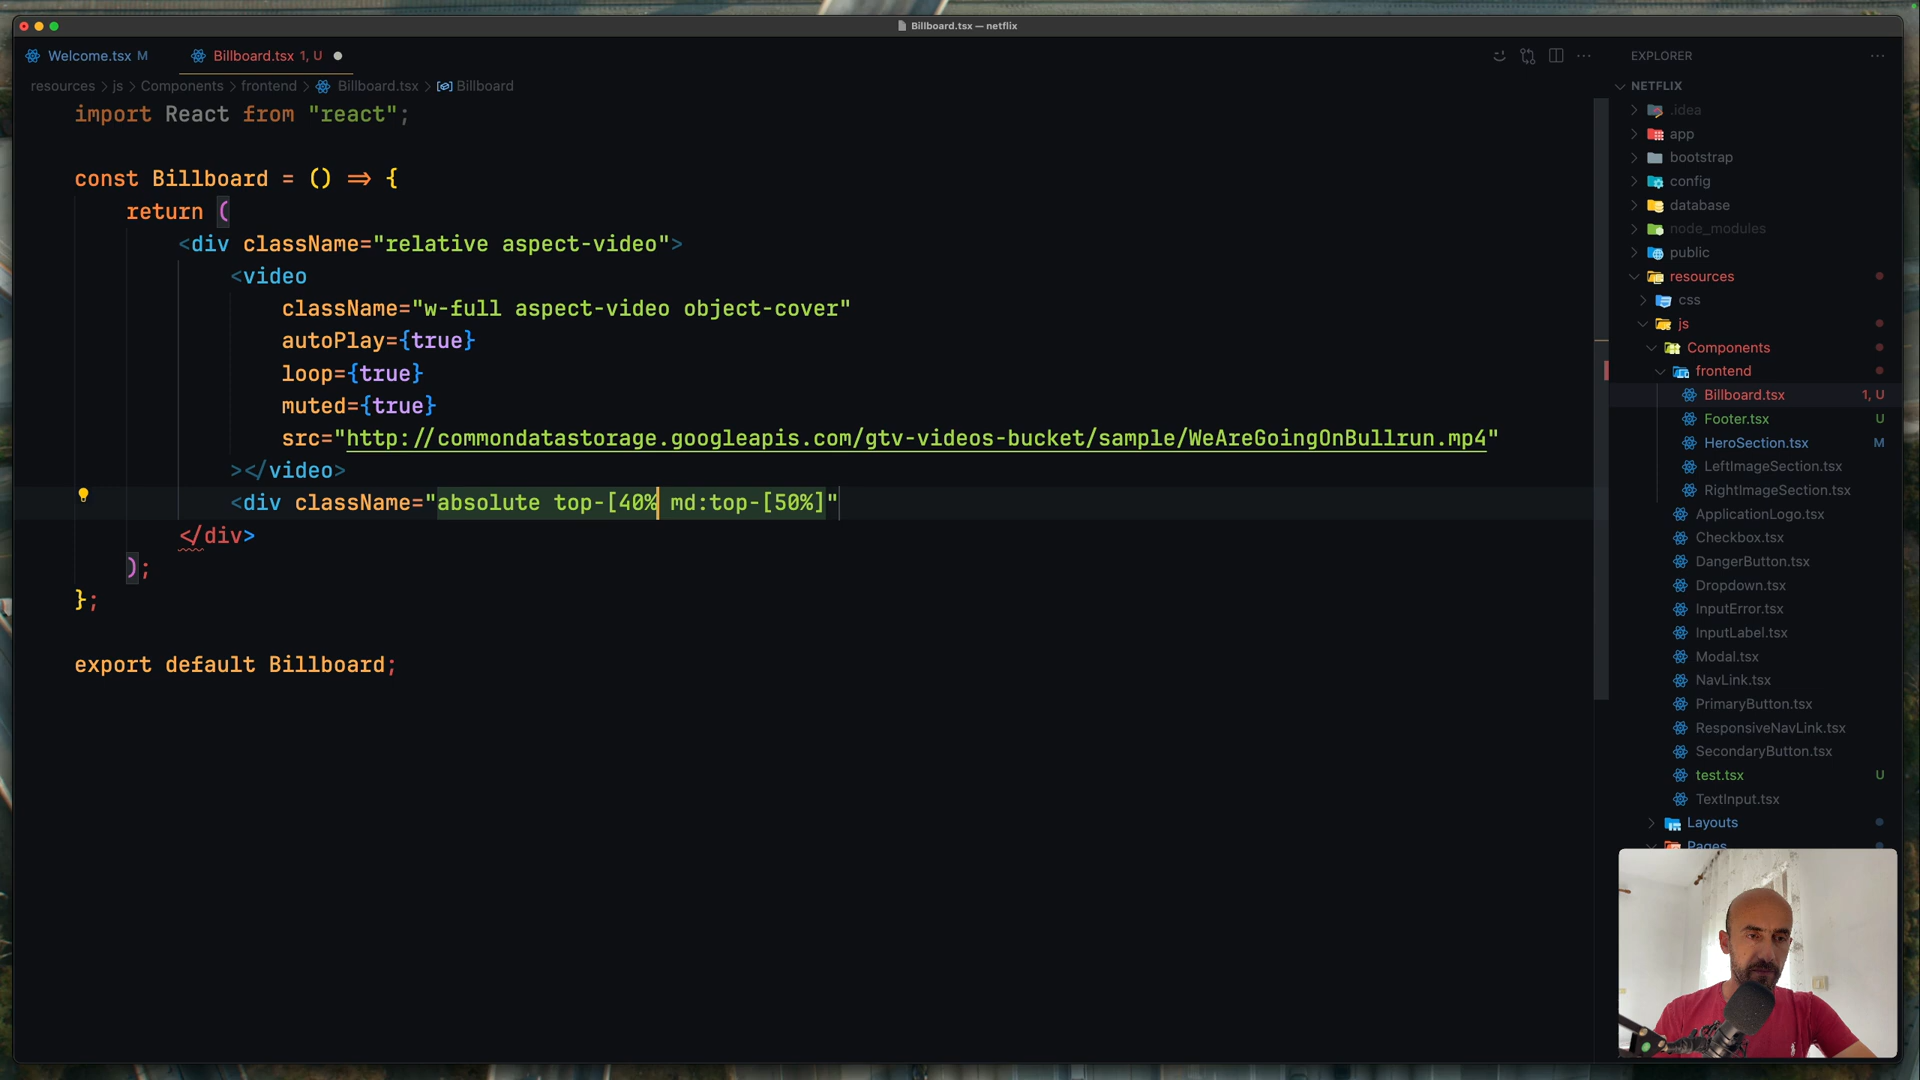 Billboard.tsx — netflix
Welcome.tsx M
Billboard.tsx 1, U
resources > js > Components > frontend > Billboard.tsx > Billboard
import React from "react";
const Billboard = () => {
return (
<div className="relative aspect-video">
<video
className="w-full aspect-video object-cover"
autoPlay={true}
loop={true}
muted={true}
src="http://commondatastorage.googleapis.com/gtv-videos-bucket/sample/WeAreGoingOnBullrun.mp4"
></video>
<div className="absolute top-[40% md:top-[50%]"
</div>
);
};
export default Billboard;
EXPLORER
NETFLIX
.idea
app
bootstrap
config
database
node_modules
public
resources
css
js
Components
frontend
Billboard.tsx 1, U
Footer.tsx U
HeroSection.tsx M
LeftImageSection.tsx
RightImageSection.tsx
ApplicationLogo.tsx
Checkbox.tsx
DangerButton.tsx
Dropdown.tsx
InputError.tsx
InputLabel.tsx
Modal.tsx
NavLink.tsx
PrimaryButton.tsx
ResponsiveNavLink.tsx
SecondaryButton.tsx
test.tsx U
TextInput.tsx
Layouts
Pages